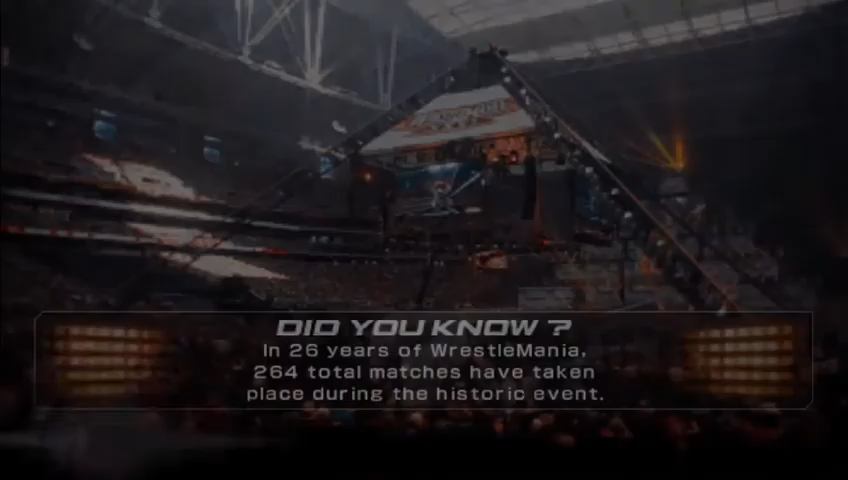 DID YOU KNOW ?
In 26 years of WrestleMania,
264 total matches have taken
place during the historic event.